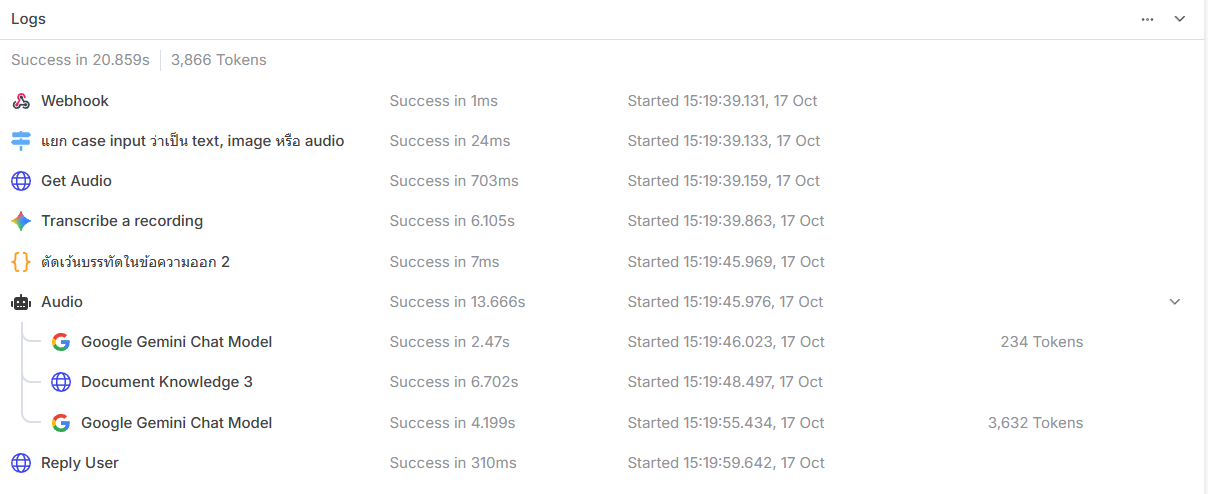 Logs
Success in 20.859s 3,866 Tokens
Webhook Success in 1ms Started 15:19:39.131, 17 Oct
แยก case input ว่าเป็น text, image หรือ audio Success in 24ms Started 15:19:39.133, 17 Oct
Get Audio Success in 703ms Started 15:19:39.159, 17 Oct
Transcribe a recording Success in 6.105s Started 15:19:39.863, 17 Oct
ตัดเว้นบรรทัดในข้อความออก 2 Success in 7ms Started 15:19:45.969, 17 Oct
Audio Success in 13.666s Started 15:19:45.976, 17 Oct
Google Gemini Chat Model Success in 2.47s Started 15:19:46.023, 17 Oct 234 Tokens
Document Knowledge 3 Success in 6.702s Started 15:19:48.497, 17 Oct
Google Gemini Chat Model Success in 4.199s Started 15:19:55.434, 17 Oct 3,632 Tokens
Reply User Success in 310ms Started 15:19:59.642, 17 Oct